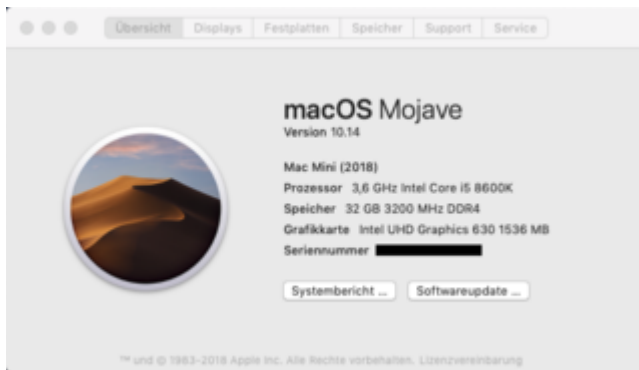 Übersicht Displays Festplatten Speicher Support Service
macOS Mojave
Version 10.14
Mac Mini (2018)
Prozessor 3,6 GHz Intel Core i5 8600K
Speicher 32 GB 3200 MHz DDR4
Grafikkarte Intel UHD Graphics 630 1536 MB
Seriennummer
Systembericht ... Softwareupdate ...
™ und © 1983-2018 Apple Inc. Alle Rechte vorbehalten. Lizenzvereinbarung